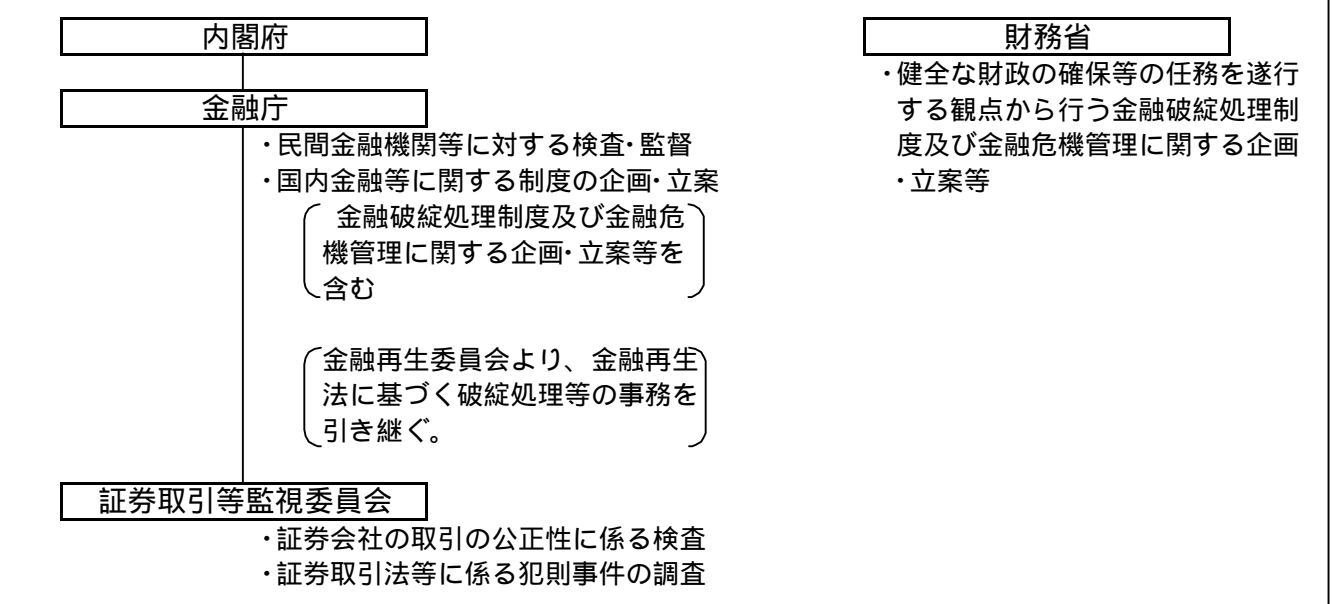 内閣府
金融庁
・民間金融機関等に対する検査・監督
・国内金融等に関する制度の企画・立案
金融破綻処理制度及び金融危
機管理に関する企画・立案等を
含む
金融再生委員会より、金融再生
法に基づく破綻処理等の事務を
引き継ぐ。
証券取引等監視委員会
・証券会社の取引の公正性に係る検査
・証券取引法等に係る犯則事件の調査
財務省
・健全な財政の確保等の任務を遂行
する観点から行う金融破綻処理制
度及び金融危機管理に関する企画
・立案等